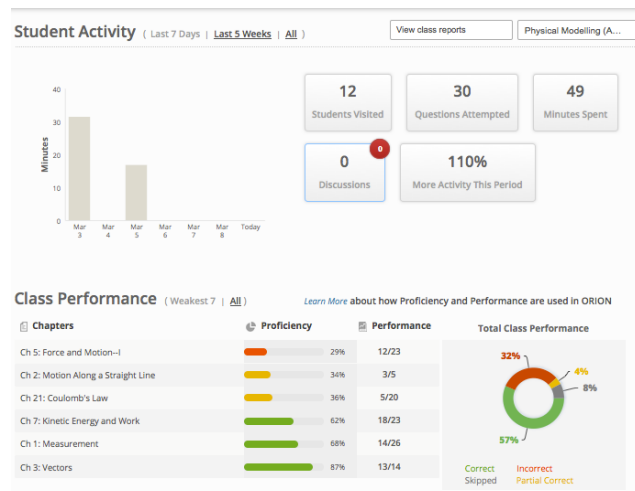 Student Activity ( Last 7 Days | Last 5 Weeks | All )
View class reports
Physical Modelling (A...
40
30
20
10
0
Minutes
Mar 3
Mar 4
Mar 5
Mar 6
Mar 7
Mar 8
Today
12
Students Visited
30
Questions Attempted
49
Minutes Spent
0
0
Discussions
110%
More Activity This Period
Class Performance ( Weakest 7 | All )
Learn More about how Proficiency and Performance are used in ORION
Chapters Proficiency Performance
Ch 5: Force and Motion--I 29% 12/23
Ch 2: Motion Along a Straight Line 34% 3/5
Ch 21: Coulomb's Law 36% 5/20
Ch 7: Kinetic Energy and Work 62% 18/23
Ch 1: Measurement 68% 14/26
Ch 3: Vectors 87% 13/14
Total Class Performance
32%
4%
8%
57%
Correct Incorrect
Skipped Partial Correct